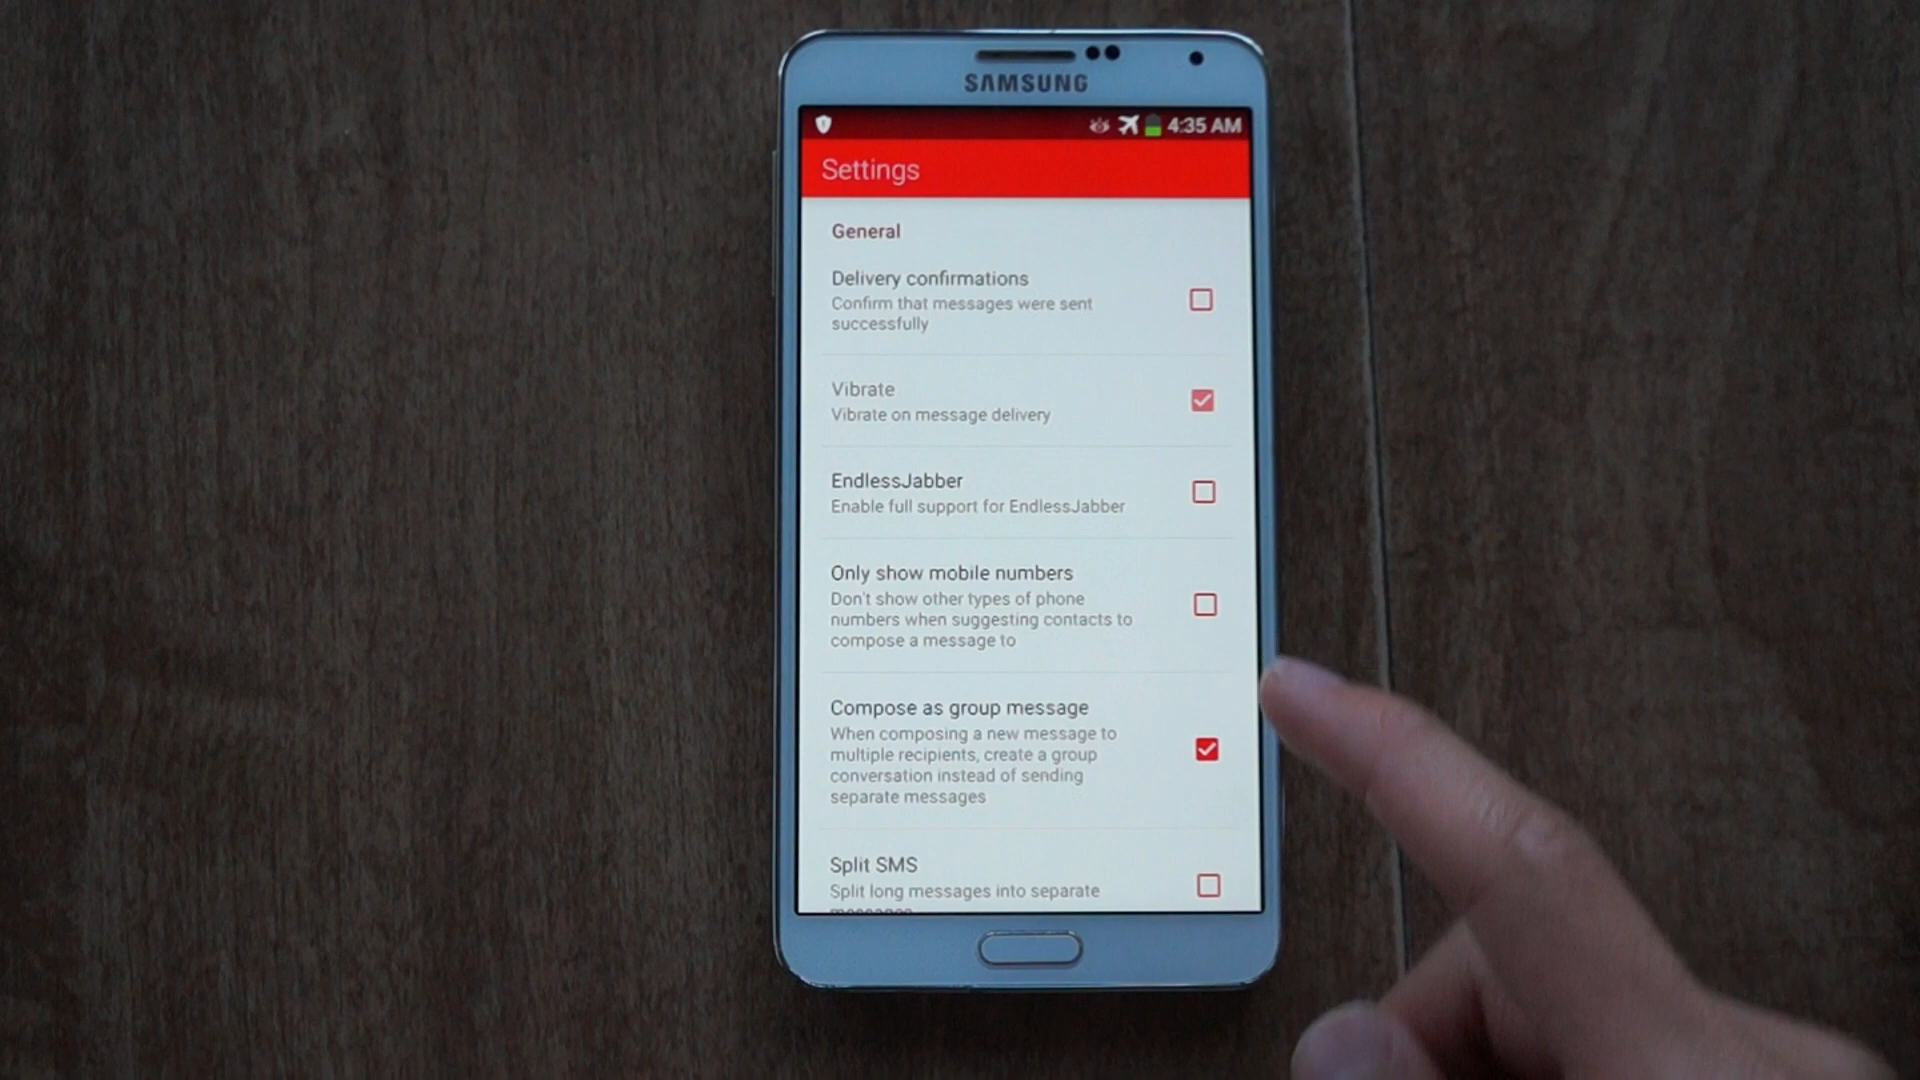 SAMSUNG
4:35 AM
Settings
General
Delivery confirmations
Confirm that messages were sent
successfully
Vibrate
Vibrate on message delivery
EndlessJabber
Enable full support for EndlessJabber
Only show mobile numbers
Don't show other types of phone
numbers when suggesting contacts to
compose a message to
Compose as group message
When composing a new message to
multiple recipients, create a group
conversation instead of sending
separate messages
Split SMS
Split long messages into separate